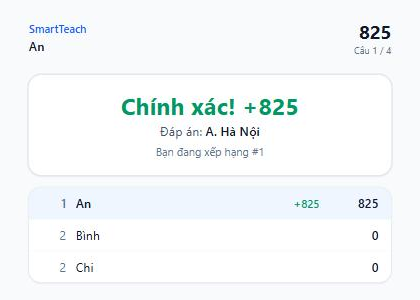 SmartTeach
An
825
Câu 1 / 4
Chính xác! +825
Đáp án: A. Hà Nội
Bạn đang xếp hạng #1
1 An +825 825
2 Bình 0
2 Chi 0